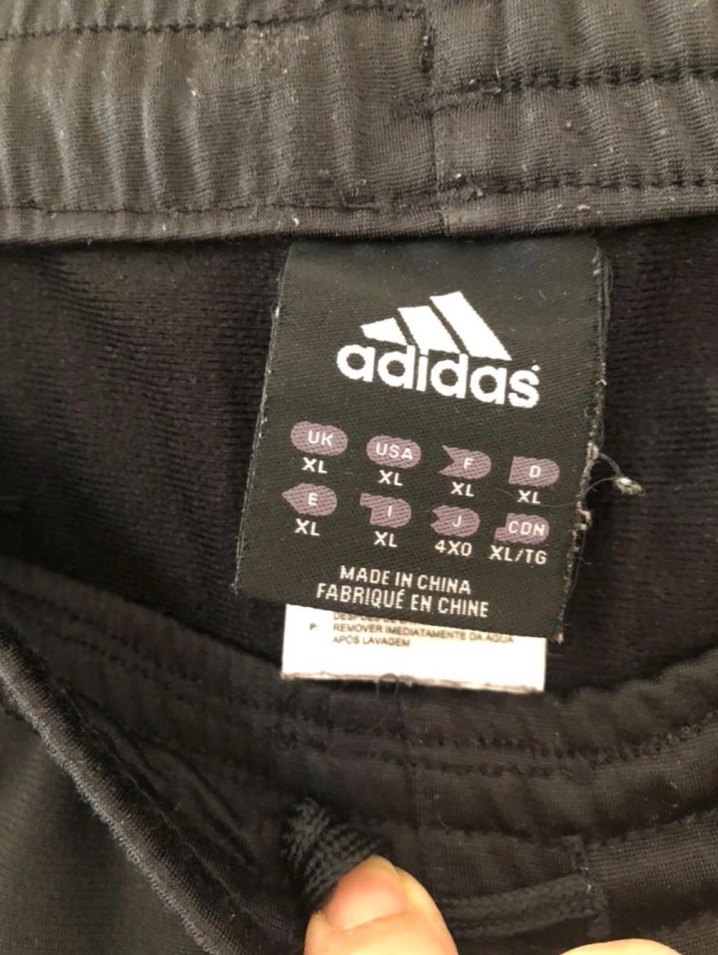 adidas
UK USA F D
XL XL XL XL
E I J CDN
XL XL 4XO XL/TG
MADE IN CHINA
FABRIQUÉ EN CHINE
P: REMOVER IMEDIATAMENTE DA ÁGUA
APÓS LAVAGEM